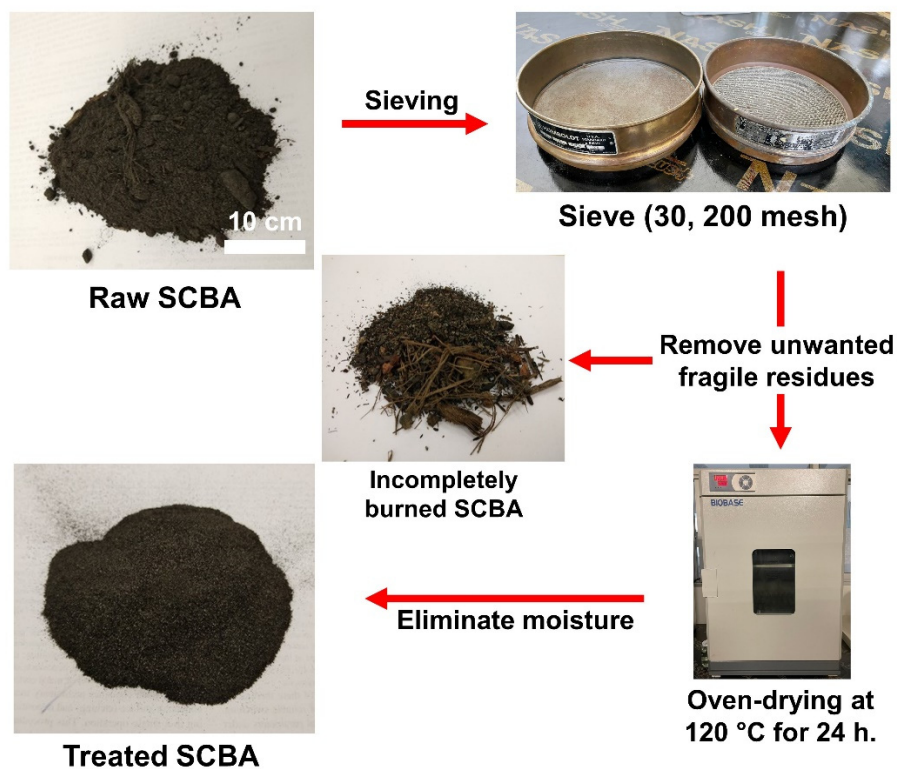 10 cm
Raw SCBA
Sieving
Sieve (30, 200 mesh)
Remove unwanted
fragile residues
Incompletely
burned SCBA
BIOBASE
Oven-drying at
120 °C for 24 h.
Eliminate moisture
Treated SCBA